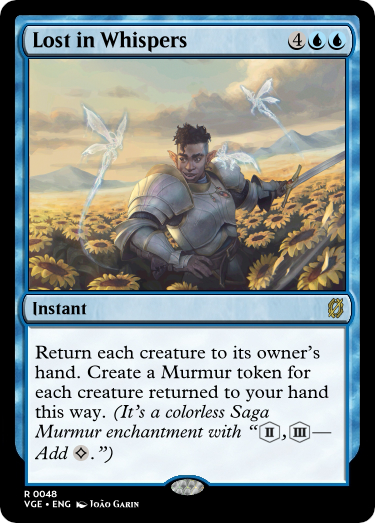 Lost in Whispers 4
Instant
Return each creature to its owner's
hand. Create a Murmur token for
each creature returned to your hand
this way. (It's a colorless Saga
Murmur enchantment with “II, III—
Add ◇.”)
R 0048
VGE • ENG João Garin